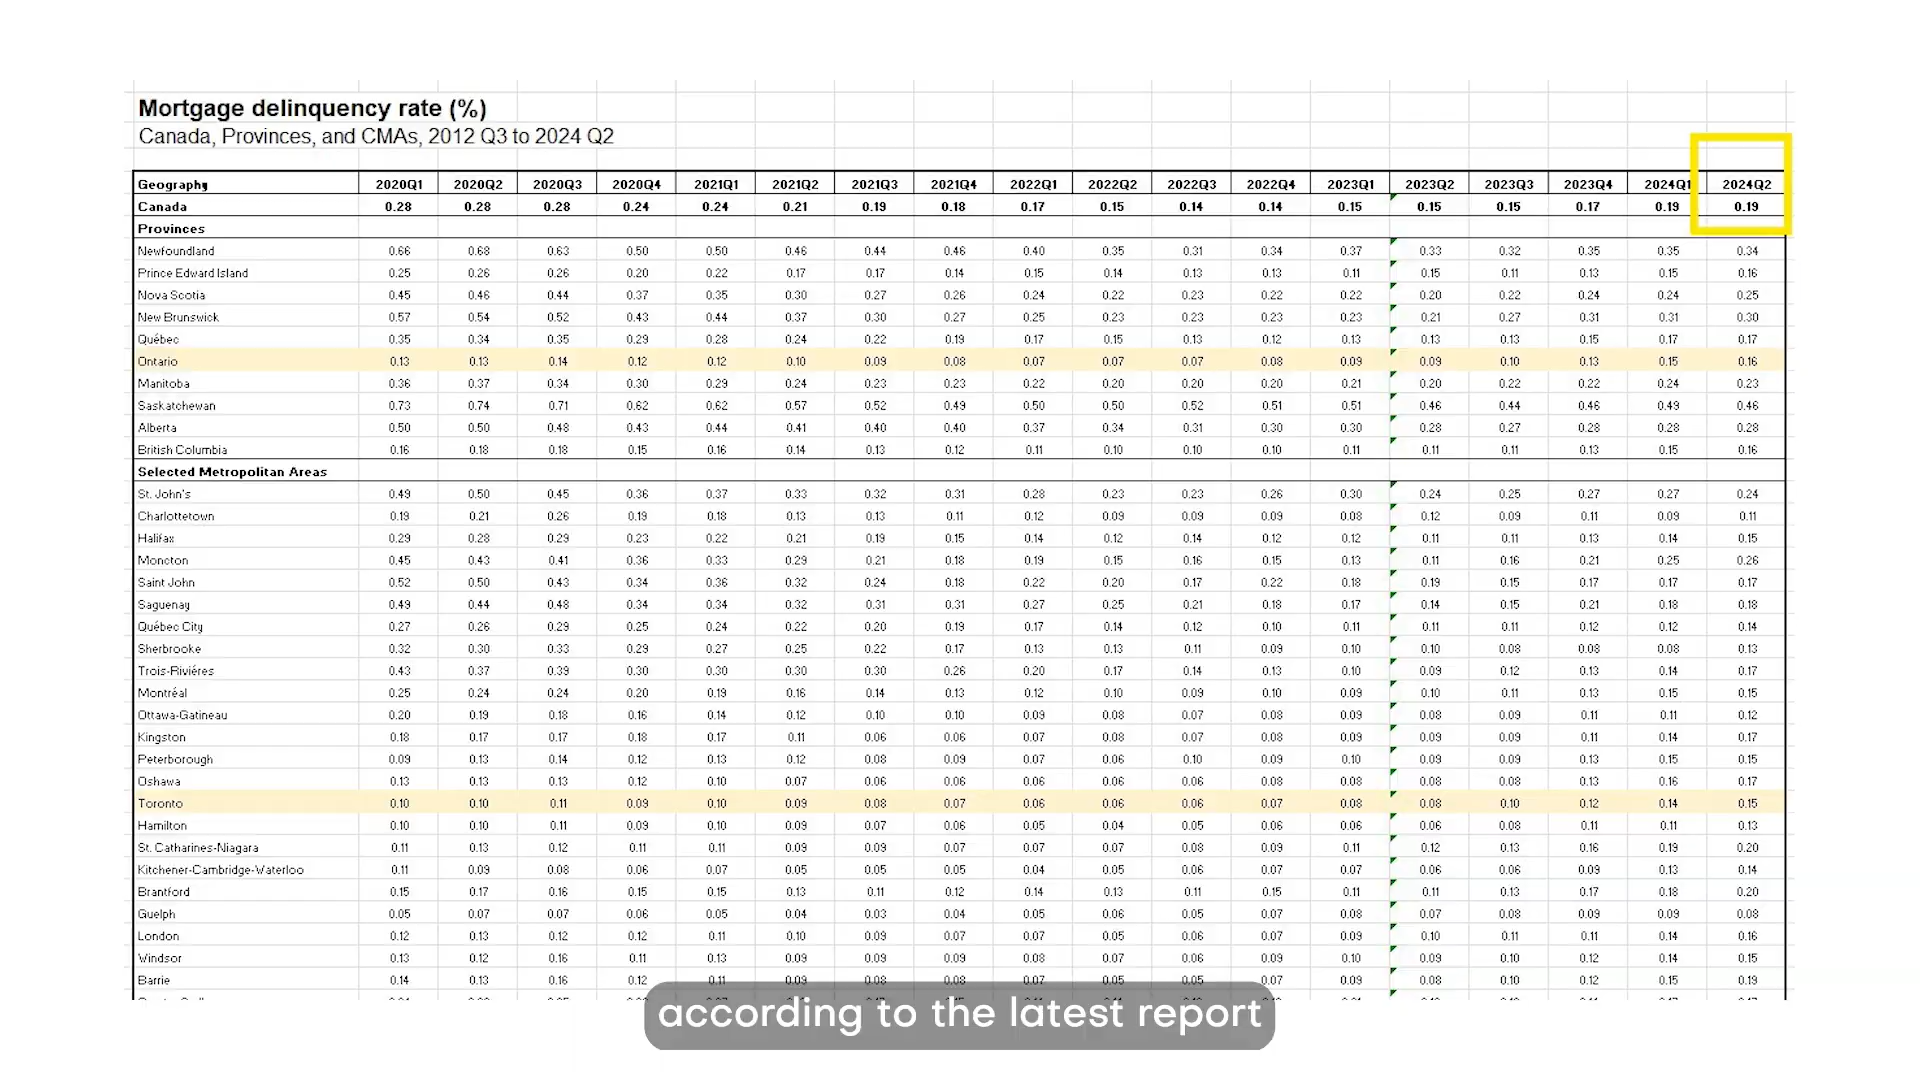 Mortgage delinquency rate (%)
Canada, Provinces, and CMAs, 2012 Q3 to 2024 Q2
Geography 2020Q1 2020Q2 2020Q3 2020Q4 2021Q1 2021Q2 2021Q3 2021Q4 2022Q1 2022Q2 2022Q3 2022Q4 2023Q1 2023Q2 2023Q3 2023Q4 2024Q1 2024Q2
Canada 0.28 0.28 0.28 0.24 0.24 0.21 0.19 0.18 0.17 0.15 0.14 0.14 0.15 0.15 0.15 0.17 0.19 0.19
Provinces
Newfoundland 0.66 0.68 0.63 0.50 0.50 0.46 0.44 0.46 0.40 0.35 0.31 0.34 0.37 0.33 0.32 0.35 0.35 0.34
Prince Edward Island 0.25 0.26 0.26 0.20 0.22 0.17 0.17 0.14 0.15 0.14 0.13 0.13 0.11 0.15 0.11 0.13 0.15 0.16
Nova Scotia 0.45 0.46 0.44 0.37 0.35 0.30 0.27 0.26 0.24 0.22 0.23 0.22 0.22 0.20 0.22 0.24 0.24 0.25
New Brunswick 0.57 0.54 0.52 0.43 0.44 0.37 0.30 0.27 0.25 0.23 0.23 0.23 0.23 0.21 0.27 0.31 0.31 0.30
Québec 0.35 0.34 0.35 0.29 0.28 0.24 0.22 0.19 0.17 0.15 0.13 0.12 0.13 0.13 0.13 0.15 0.17 0.17
Ontario 0.13 0.13 0.14 0.12 0.12 0.10 0.09 0.08 0.07 0.07 0.07 0.08 0.09 0.09 0.10 0.13 0.15 0.16
Manitoba 0.36 0.37 0.34 0.30 0.29 0.24 0.23 0.23 0.22 0.20 0.20 0.20 0.21 0.20 0.22 0.22 0.24 0.23
Saskatchewan 0.73 0.74 0.71 0.62 0.62 0.57 0.52 0.49 0.50 0.50 0.52 0.51 0.51 0.46 0.44 0.46 0.49 0.46
Alberta 0.50 0.50 0.48 0.43 0.44 0.41 0.40 0.40 0.37 0.34 0.31 0.30 0.30 0.28 0.27 0.28 0.28 0.28
British Columbia 0.16 0.18 0.18 0.15 0.16 0.14 0.13 0.12 0.11 0.10 0.10 0.10 0.11 0.11 0.11 0.13 0.15 0.16
Selected Metropolitan Areas
St. John's 0.49 0.50 0.45 0.36 0.37 0.33 0.32 0.31 0.28 0.23 0.23 0.26 0.30 0.24 0.25 0.27 0.27 0.24
Charlottetown 0.19 0.21 0.26 0.19 0.18 0.13 0.13 0.11 0.12 0.09 0.09 0.09 0.08 0.12 0.09 0.11 0.09 0.11
Halifax 0.29 0.28 0.29 0.23 0.22 0.21 0.19 0.15 0.14 0.12 0.14 0.12 0.12 0.11 0.11 0.13 0.14 0.15
Moncton 0.45 0.43 0.41 0.36 0.33 0.29 0.21 0.18 0.19 0.15 0.16 0.15 0.13 0.11 0.16 0.21 0.25 0.26
Saint John 0.52 0.50 0.43 0.34 0.36 0.32 0.24 0.18 0.22 0.20 0.17 0.22 0.18 0.19 0.15 0.17 0.17 0.17
Saguenay 0.49 0.44 0.48 0.34 0.34 0.32 0.31 0.31 0.27 0.25 0.21 0.18 0.17 0.14 0.15 0.21 0.18 0.18
Québec City 0.27 0.26 0.29 0.25 0.24 0.22 0.20 0.19 0.17 0.14 0.12 0.10 0.11 0.11 0.11 0.12 0.12 0.14
Sherbrooke 0.32 0.30 0.33 0.29 0.27 0.25 0.22 0.17 0.13 0.13 0.11 0.09 0.10 0.10 0.08 0.08 0.08 0.13
Trois-Riviéres 0.43 0.37 0.39 0.30 0.30 0.30 0.30 0.26 0.20 0.17 0.14 0.13 0.10 0.09 0.12 0.13 0.14 0.17
Montréal 0.25 0.24 0.24 0.20 0.19 0.16 0.14 0.13 0.12 0.10 0.09 0.10 0.09 0.10 0.11 0.13 0.15 0.15
Ottawa-Gatineau 0.20 0.19 0.18 0.16 0.14 0.12 0.10 0.10 0.09 0.08 0.07 0.08 0.09 0.08 0.09 0.11 0.11 0.12
Kingston 0.18 0.17 0.17 0.18 0.17 0.11 0.06 0.06 0.07 0.08 0.07 0.08 0.09 0.09 0.09 0.11 0.14 0.17
Peterborough 0.09 0.13 0.14 0.12 0.13 0.12 0.08 0.09 0.07 0.06 0.10 0.09 0.10 0.09 0.09 0.13 0.15 0.15
Oshawa 0.13 0.13 0.13 0.12 0.10 0.07 0.06 0.06 0.06 0.06 0.06 0.08 0.08 0.08 0.08 0.13 0.16 0.17
Toronto 0.10 0.10 0.11 0.09 0.10 0.09 0.08 0.07 0.06 0.06 0.06 0.07 0.08 0.08 0.10 0.12 0.14 0.15
Hamilton 0.10 0.10 0.11 0.09 0.10 0.09 0.07 0.06 0.05 0.04 0.05 0.06 0.06 0.06 0.08 0.11 0.11 0.13
St. Catharines-Niagara 0.11 0.13 0.12 0.11 0.11 0.09 0.09 0.07 0.07 0.07 0.08 0.09 0.11 0.12 0.13 0.16 0.19 0.20
Kitchener-Cambridge-Waterloo 0.11 0.09 0.08 0.06 0.07 0.05 0.05 0.05 0.04 0.05 0.06 0.07 0.07 0.06 0.06 0.09 0.13 0.14
Brantford 0.15 0.17 0.16 0.15 0.15 0.13 0.11 0.12 0.14 0.13 0.11 0.15 0.11 0.11 0.13 0.17 0.18 0.20
Guelph 0.05 0.07 0.07 0.06 0.05 0.04 0.03 0.04 0.05 0.06 0.05 0.07 0.08 0.07 0.08 0.09 0.09 0.08
London 0.12 0.13 0.12 0.12 0.11 0.10 0.09 0.07 0.07 0.05 0.06 0.07 0.09 0.10 0.11 0.11 0.14 0.16
Windsor 0.13 0.12 0.16 0.11 0.13 0.09 0.09 0.09 0.08 0.07 0.06 0.09 0.10 0.09 0.10 0.12 0.14 0.15
Barrie 0.14 0.13 0.16 0.12 0.11 0.09 0.08 0.08 0.07 0.05 0.05 0.07 0.09 0.08 0.10 0.12 0.15 0.19
according to the latest report